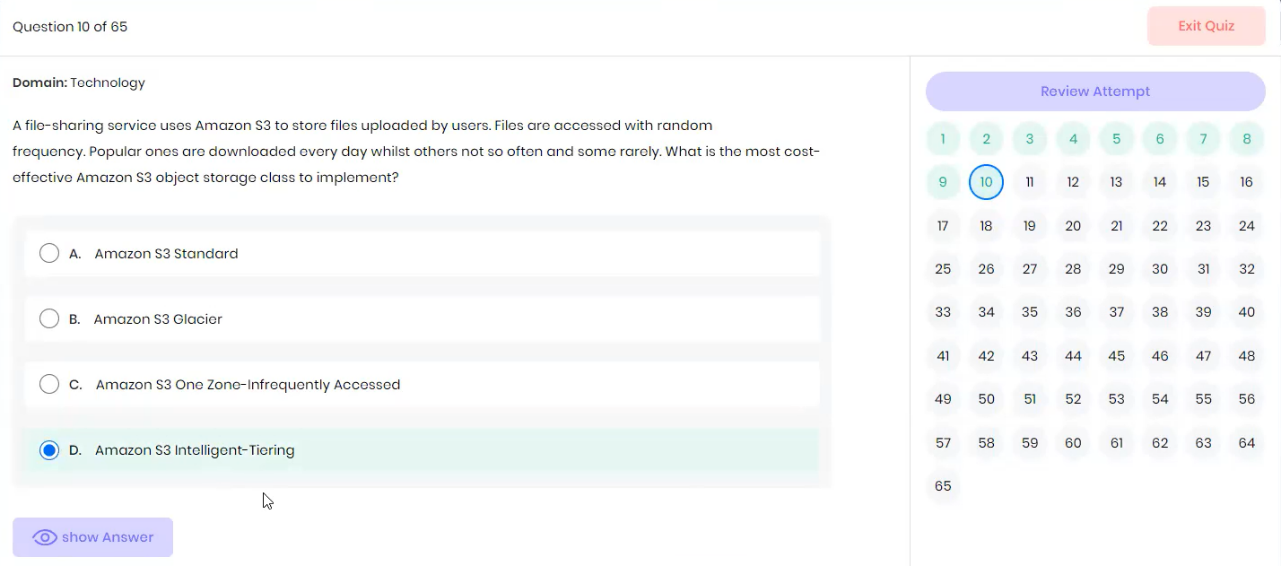 Question 10 of 65
Exit Quiz
Domain: Technology
A file-sharing service uses Amazon S3 to store files uploaded by users. Files are accessed with random
frequency. Popular ones are downloaded every day whilst others not so often and some rarely. What is the most cost-
effective Amazon S3 object storage class to implement?
A. Amazon S3 Standard
B. Amazon S3 Glacier
C. Amazon S3 One Zone-Infrequently Accessed
D. Amazon S3 Intelligent-Tiering
show Answer
Review Attempt
1 2 3 4 5 6 7 8
9 10 11 12 13 14 15 16
17 18 19 20 21 22 23 24
25 26 27 28 29 30 31 32
33 34 35 36 37 38 39 40
41 42 43 44 45 46 47 48
49 50 51 52 53 54 55 56
57 58 59 60 61 62 63 64
65